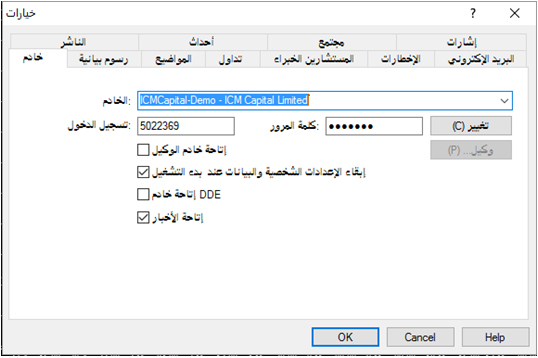 خيارات
إشارات مجتمع أحداث الناشر
البريد الإلكتروني الإخطارات المستشارين الخبراء تداول المواضيع رسوم بيانية خادم
الخادم: ICMCapital-Demo - ICM Capital Limited
تسجيل الدخول: 5022369 كلمة المرور: ●●●●●●● تغيير (C)
إتاحة خادم الوكيل وكيل... (P)
إبقاء الإعدادات الشخصية والبيانات عند بدء التشغيل
إتاحة خادم DDE
إتاحة الأخبار
OK Cancel Help